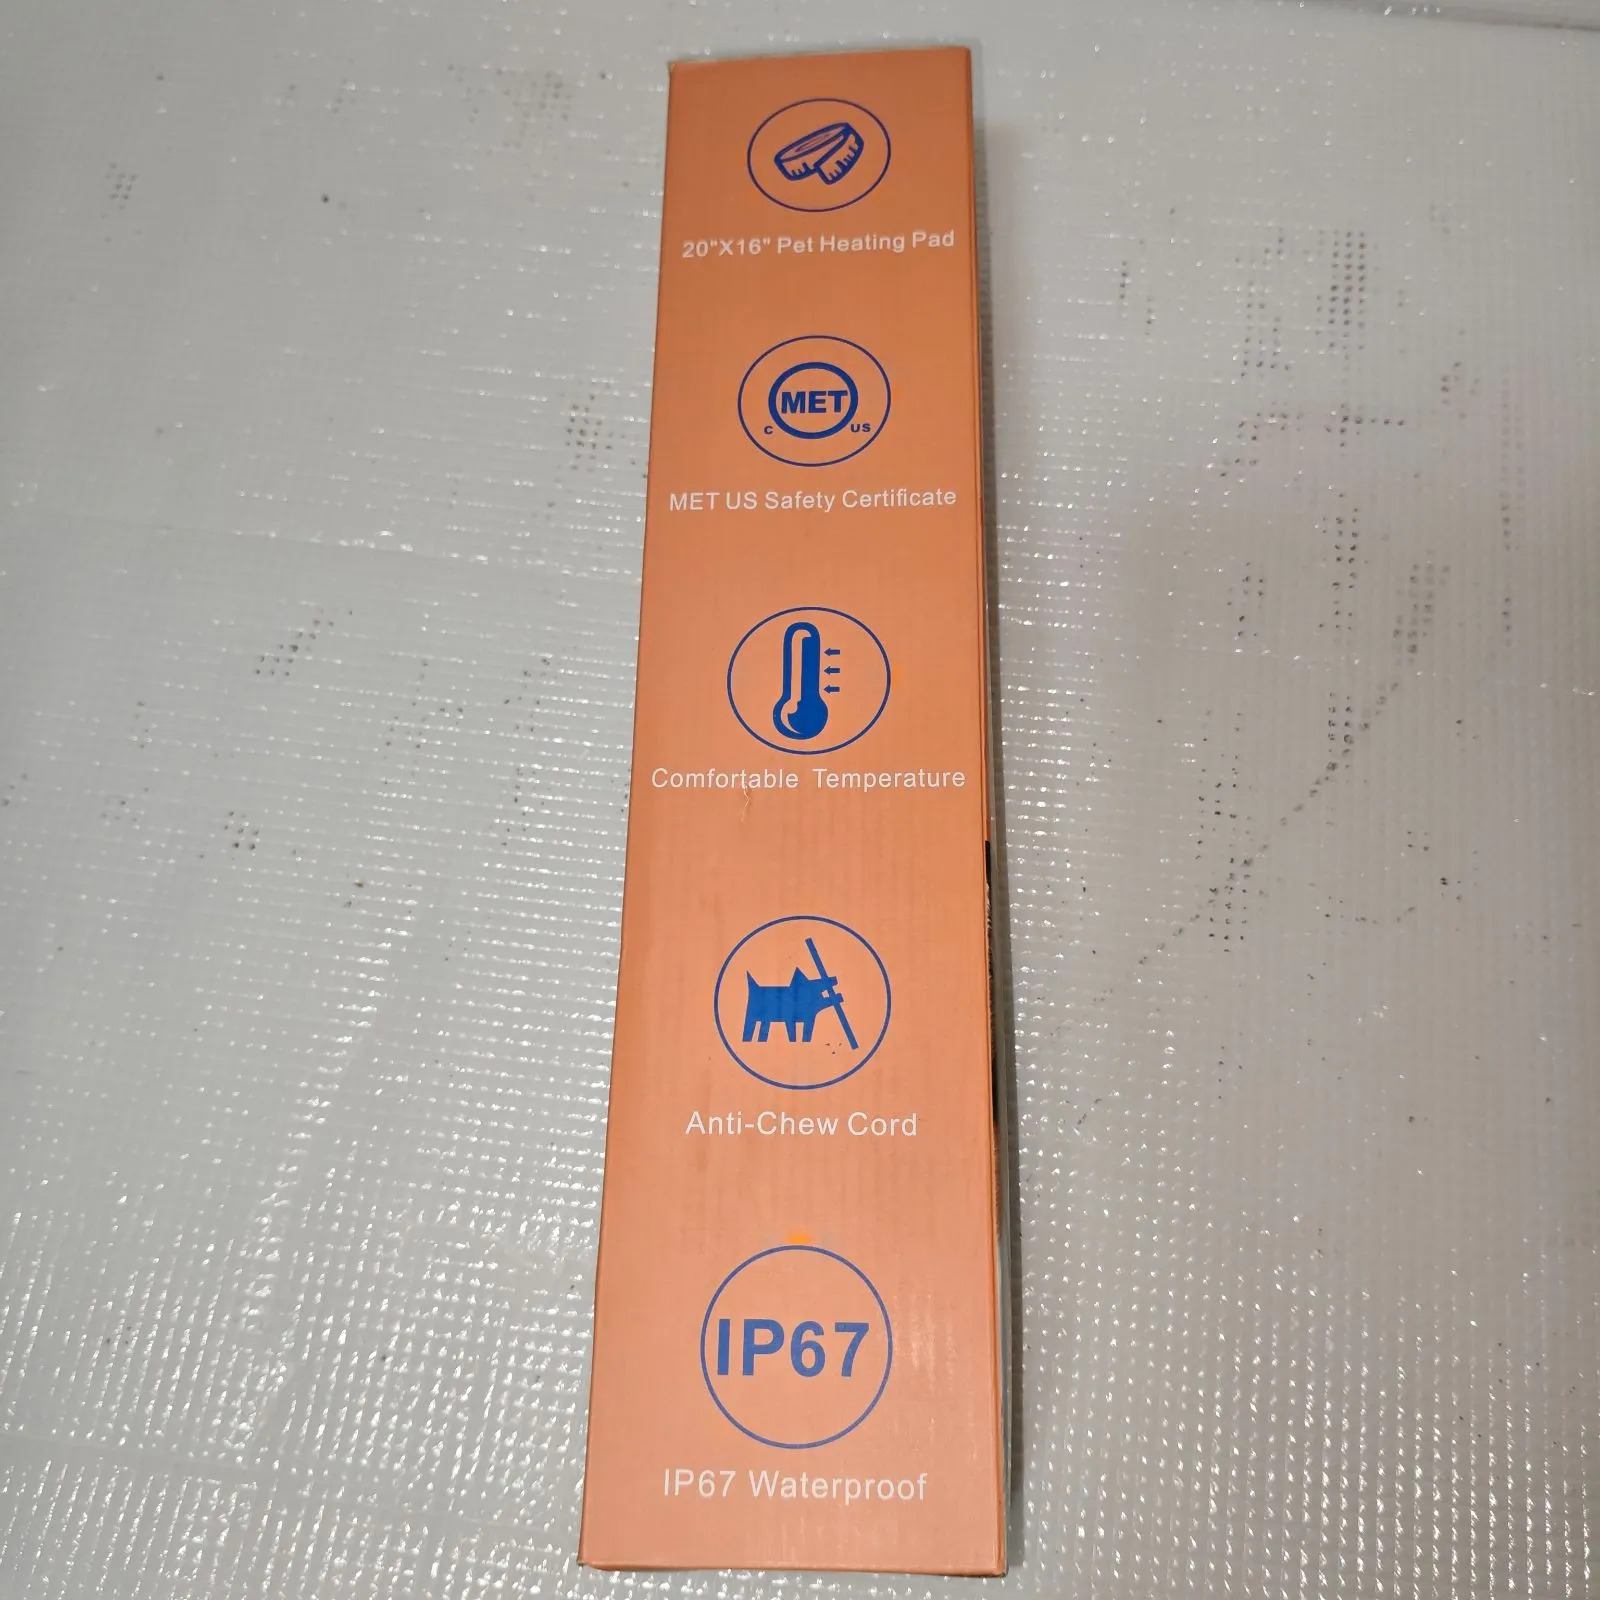 20"X16" Pet Heating Pad
MET
C US
MET US Safety Certificate
Comfortable Temperature
Anti-Chew Cord
IP67
IP67 Waterproof